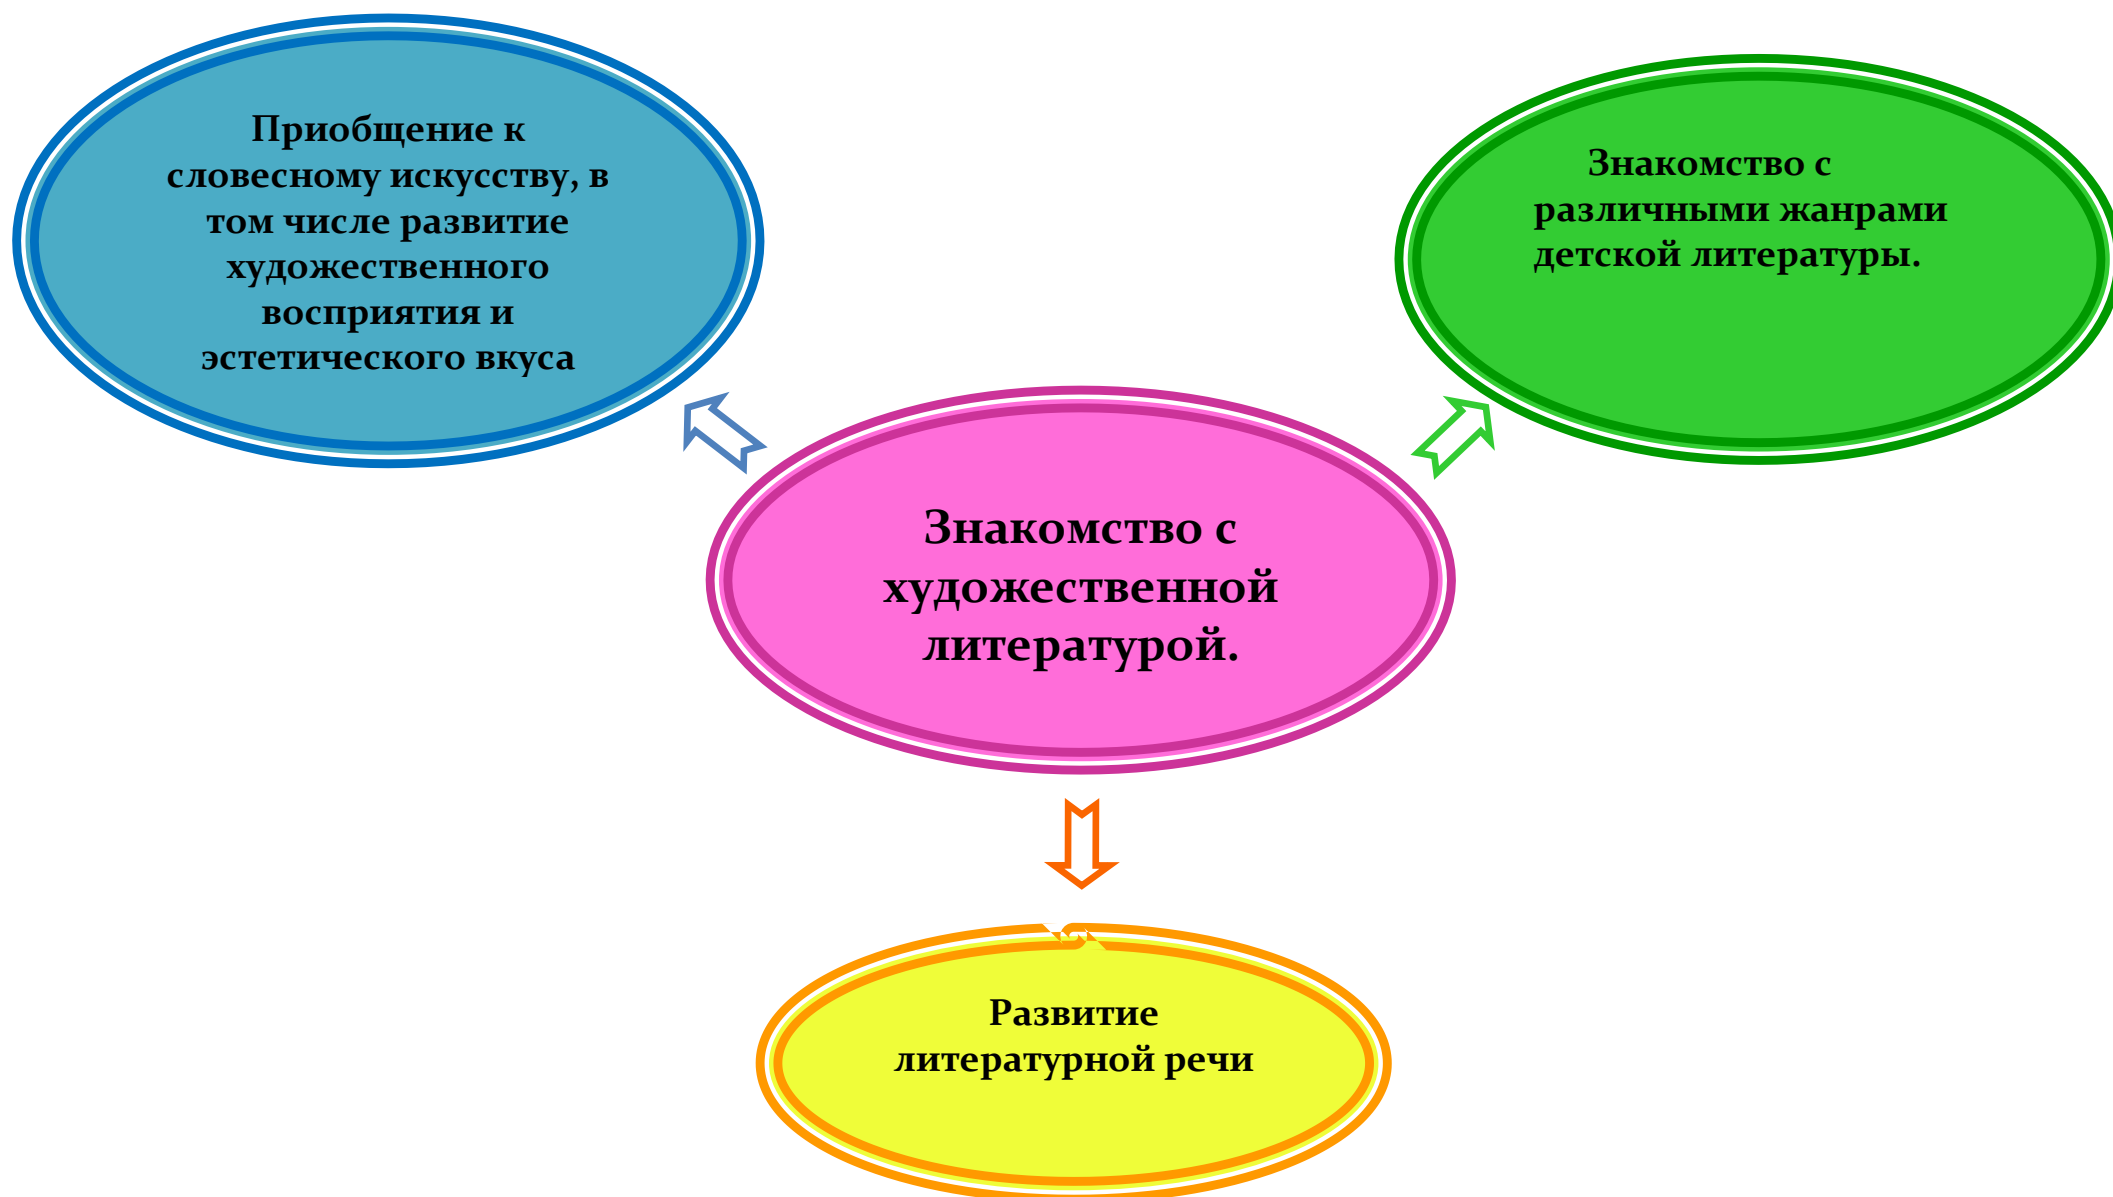 Приобщение к
словесному искусству, в
том числе развитие
художественного
восприятия и
эстетического вкуса
Знакомство с
различными жанрами
детской литературы.
Знакомство с
художественной
литературой.
Развитие
литературной речи